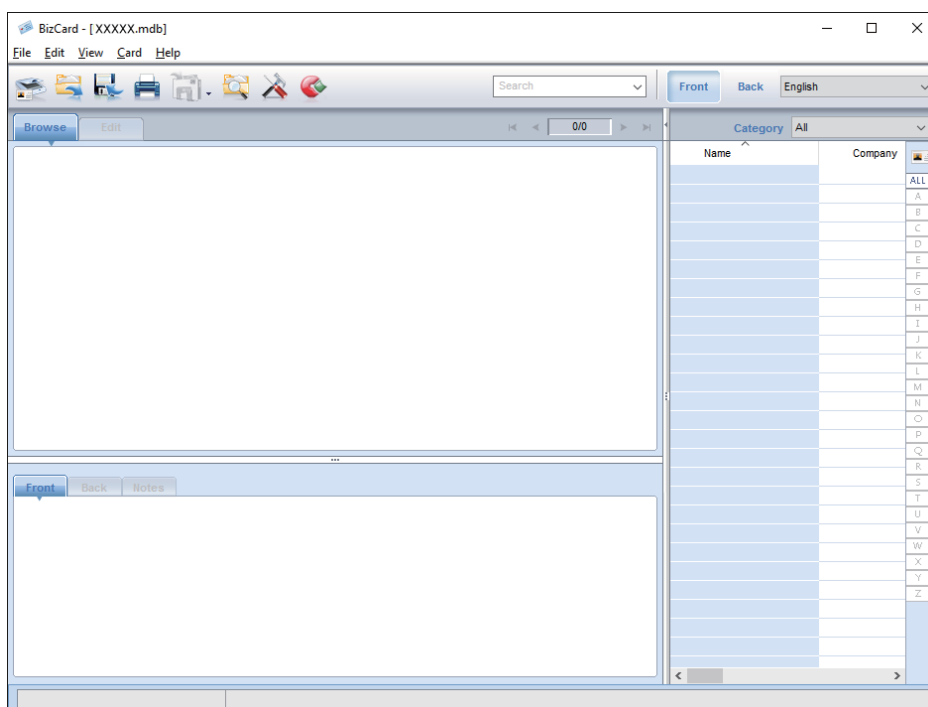 BizCard - [ XXXXX.mdb]
File Edit View Card Help
Search
Front Back English
Browse Edit 0/0 Category All
Name Company
ALL
A
B
C
D
E
F
G
H
I
J
K
L
M
N
O
P
Q
R
S
T
U
V
W
X
Y
Z
Front Back Notes